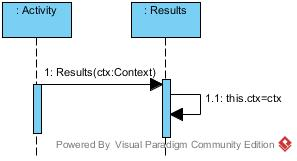 : Activity
: Results
1: Results(ctx:Context)
1.1: this.ctx=ctx
Powered By Visual Paradigm Community Edition